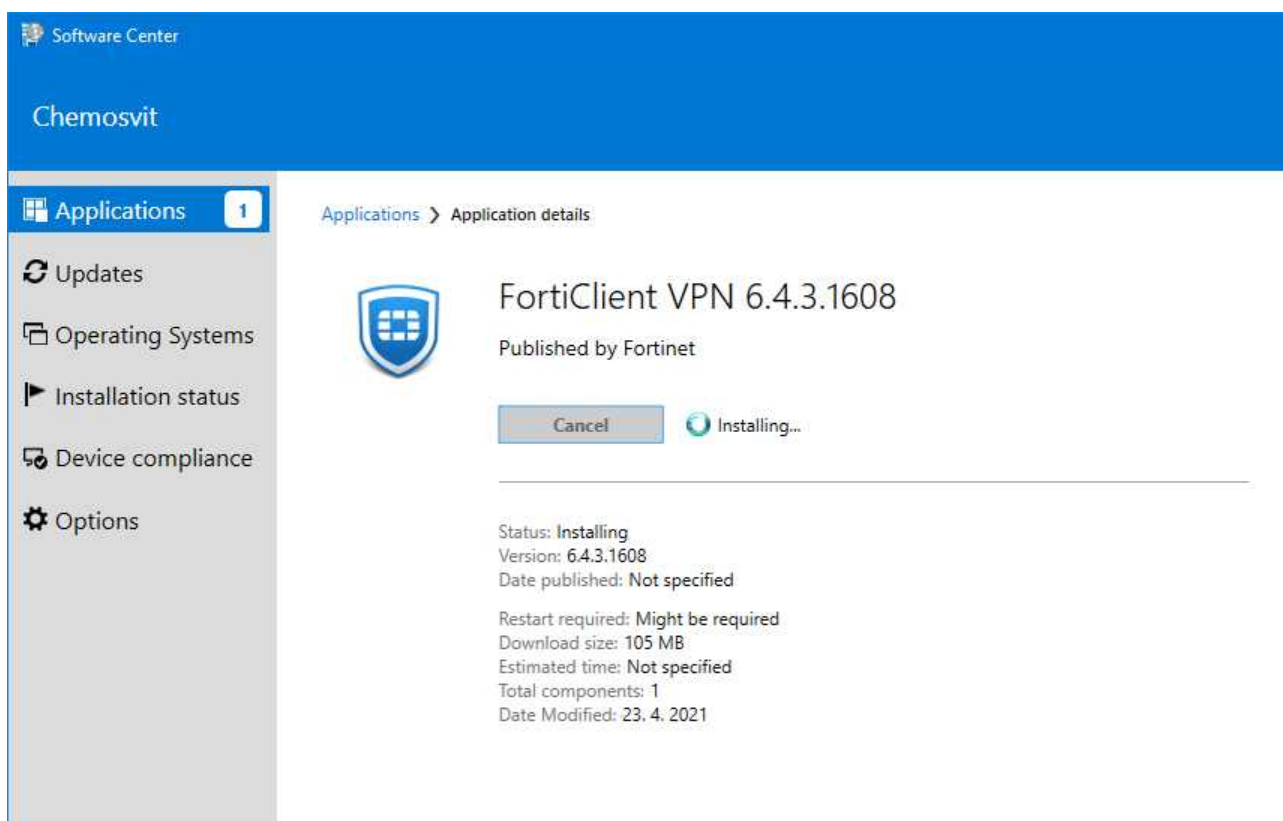 Software Center
Chemosvit
Applications 1
Updates
Operating Systems
Installation status
Device compliance
Options
Applications ❯ Application details
FortiClient VPN 6.4.3.1608
Published by Fortinet
Cancel Installing...
Status: Installing
Version: 6.4.3.1608
Date published: Not specified
Restart required: Might be required
Download size: 105 MB
Estimated time: Not specified
Total components: 1
Date Modified: 23. 4. 2021